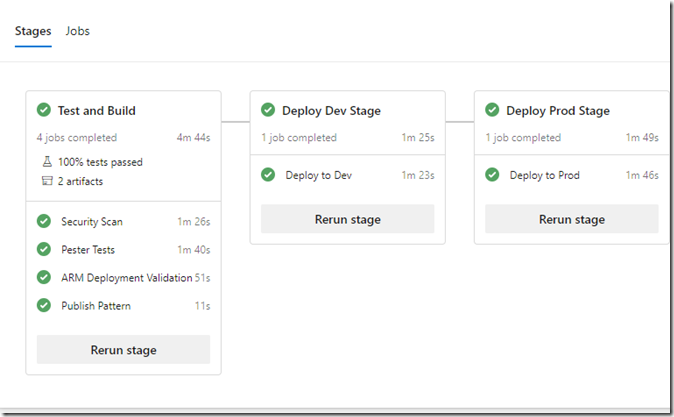 Stages Jobs
Test and Build
4 jobs completed 4m 44s
100% tests passed
2 artifacts
Security Scan 1m 26s
Pester Tests 1m 40s
ARM Deployment Validation 51s
Publish Pattern 11s
Rerun stage
Deploy Dev Stage
1 job completed 1m 25s
Deploy to Dev 1m 23s
Rerun stage
Deploy Prod Stage
1 job completed 1m 49s
Deploy to Prod 1m 46s
Rerun stage